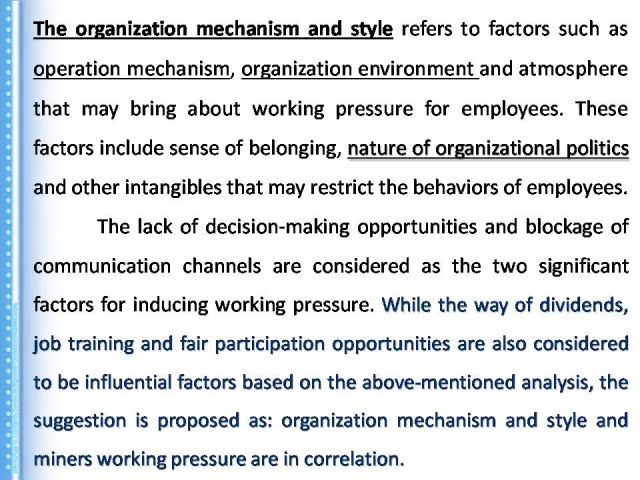 The organization mechanism and style refers to factors such as
operation mechanism, organization environment and atmosphere
that may bring about working pressure for employees. These
factors include sense of belonging, nature of organizational politics
and other intangibles that may restrict the behaviors of employees.
The lack of decision-making opportunities and blockage of
communication channels are considered as the two significant
factors for inducing working pressure. While the way of dividends,
job training and fair participation opportunities are also considered
to be influential factors based on the above-mentioned analysis, the
suggestion is proposed as: organization mechanism and style and
miners working pressure are in correlation.